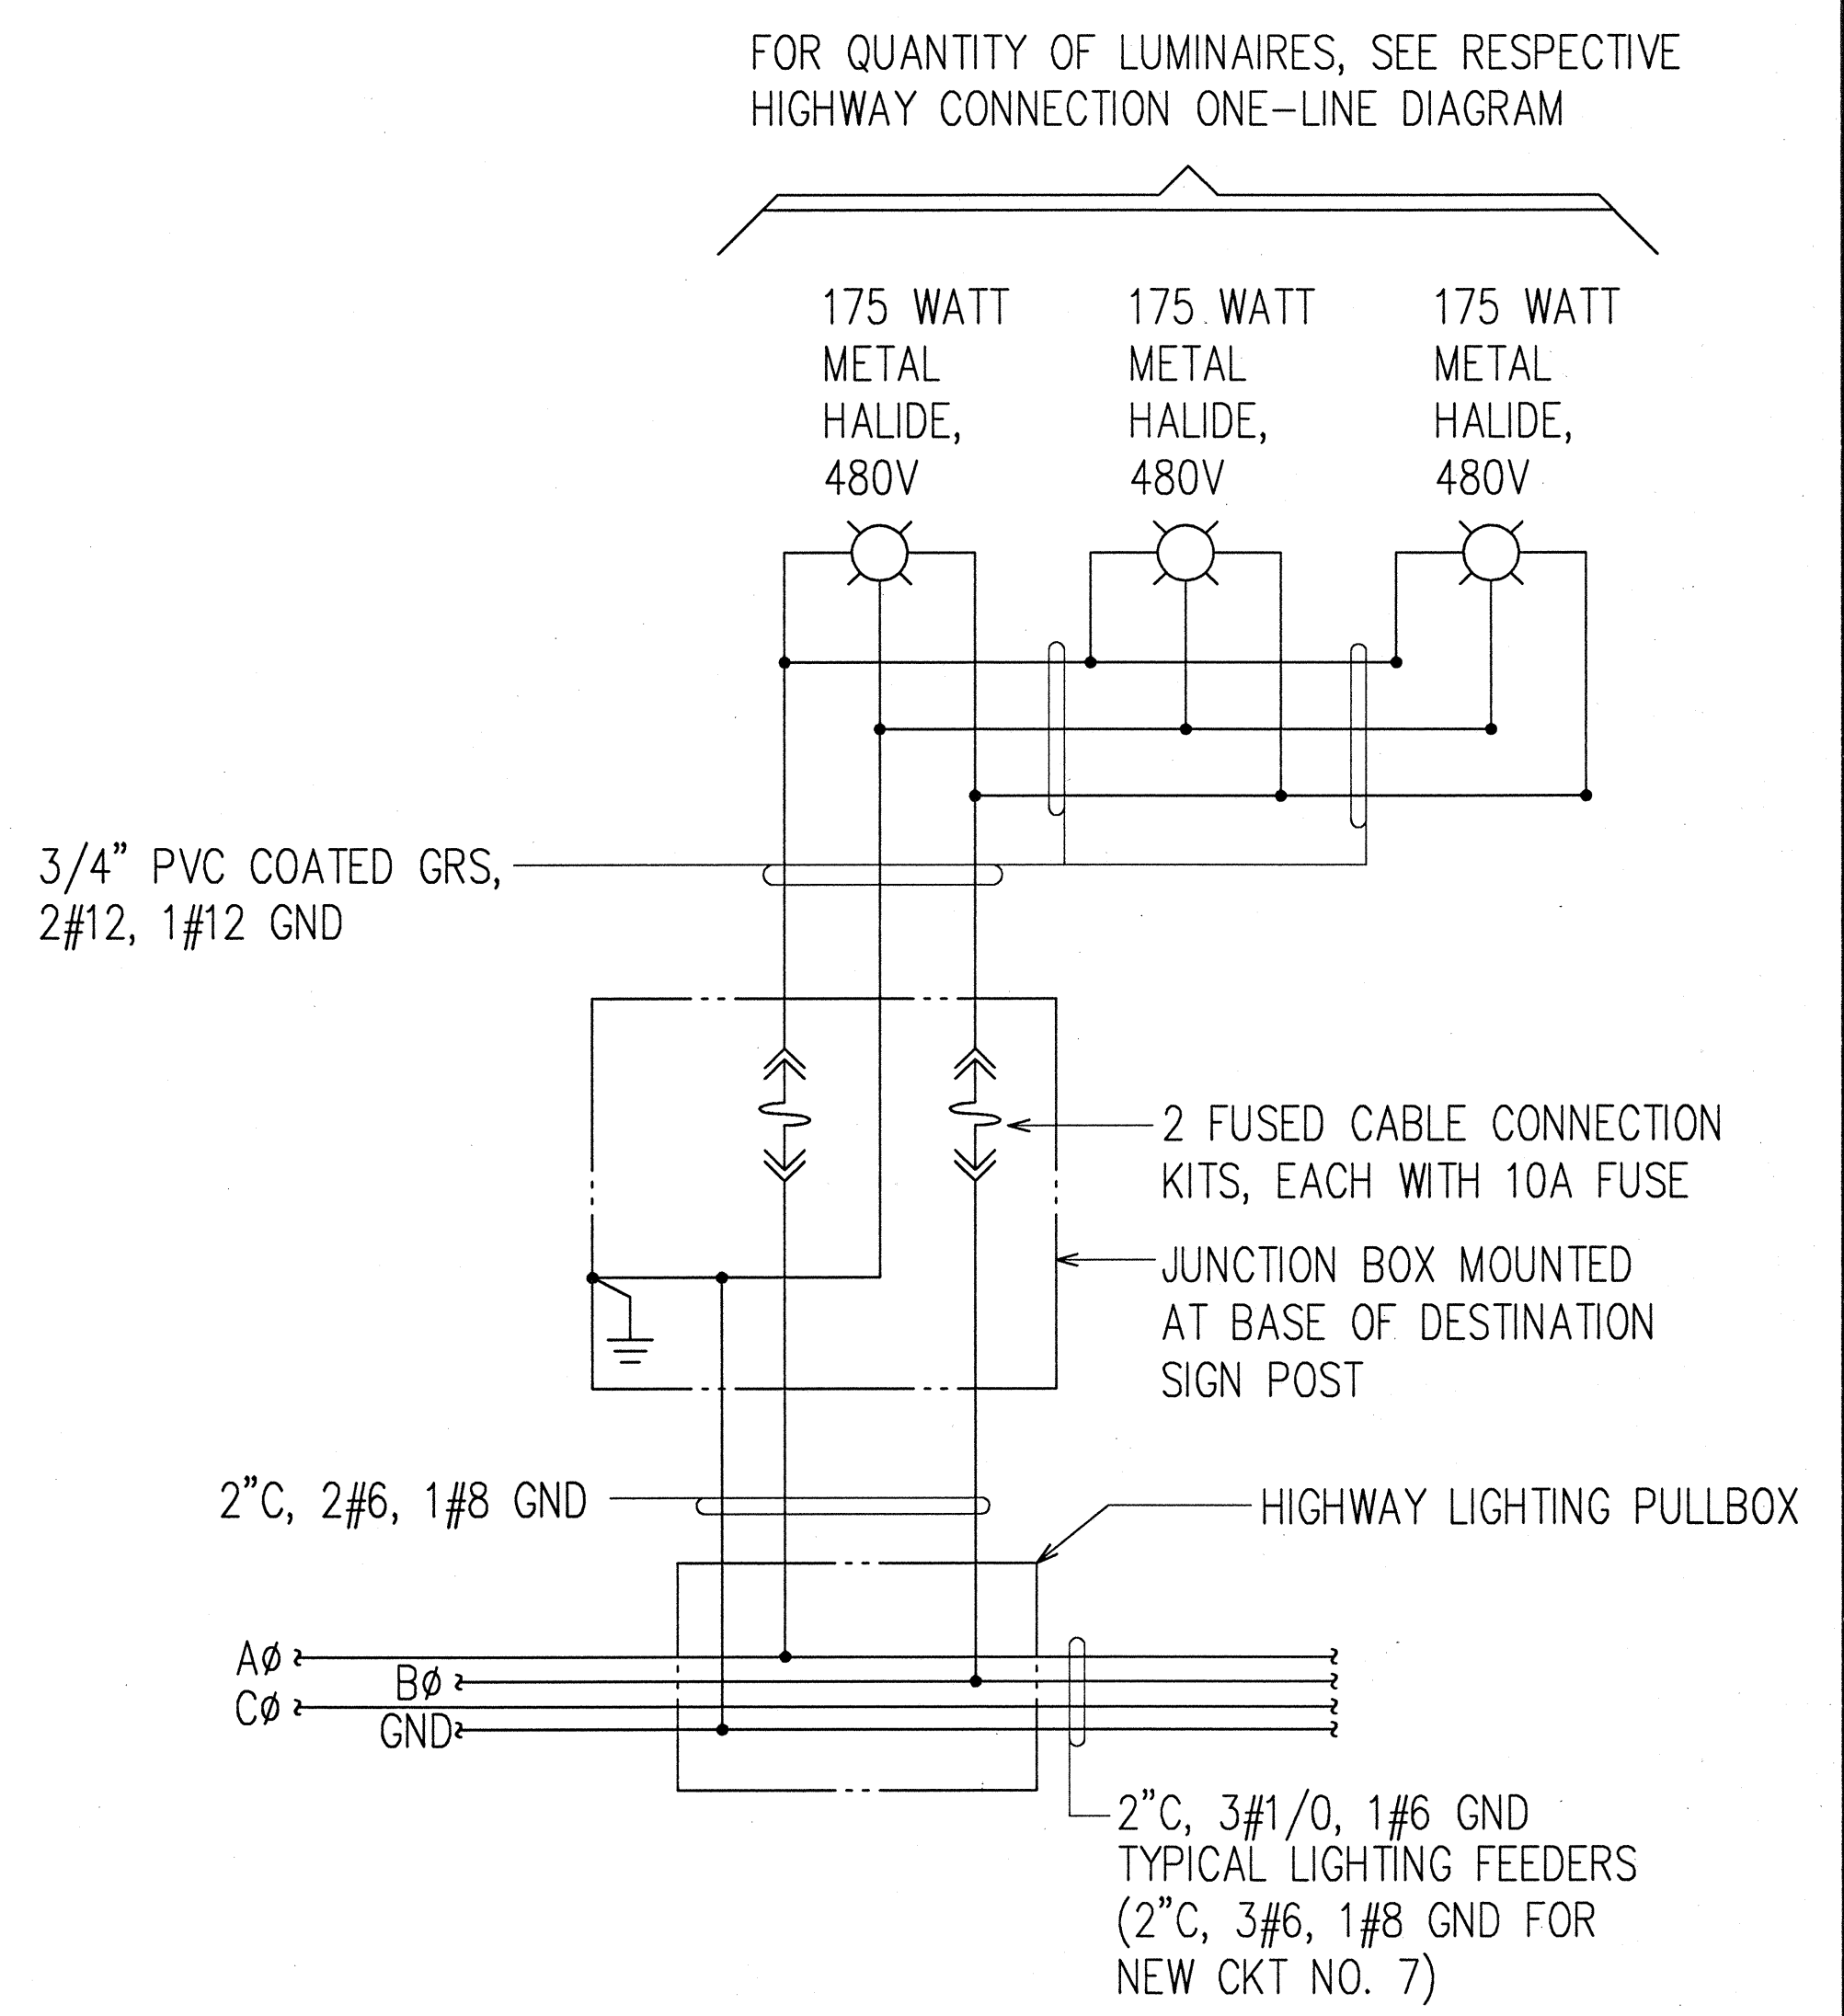 FOR QUANTITY OF LUMINAIRES, SEE RESPECTIVE
HIGHWAY CONNECTION ONE-LINE DIAGRAM
175 WATT
METAL
HALIDE,
480V
175 WATT
METAL
HALIDE,
480V
175 WATT
METAL
HALIDE,
480V
3/4" PVC COATED GRS,
2#12, 1#12 GND
2 FUSED CABLE CONNECTION
KITS, EACH WITH 10A FUSE
JUNCTION BOX MOUNTED
AT BASE OF DESTINATION
SIGN POST
2"C, 2#6, 1#8 GND
HIGHWAY LIGHTING PULLBOX
AØ
BØ
CØ
GND
2"C, 3#1/0, 1#6 GND
TYPICAL LIGHTING FEEDERS
(2"C, 3#6, 1#8 GND FOR
NEW CKT NO. 7)